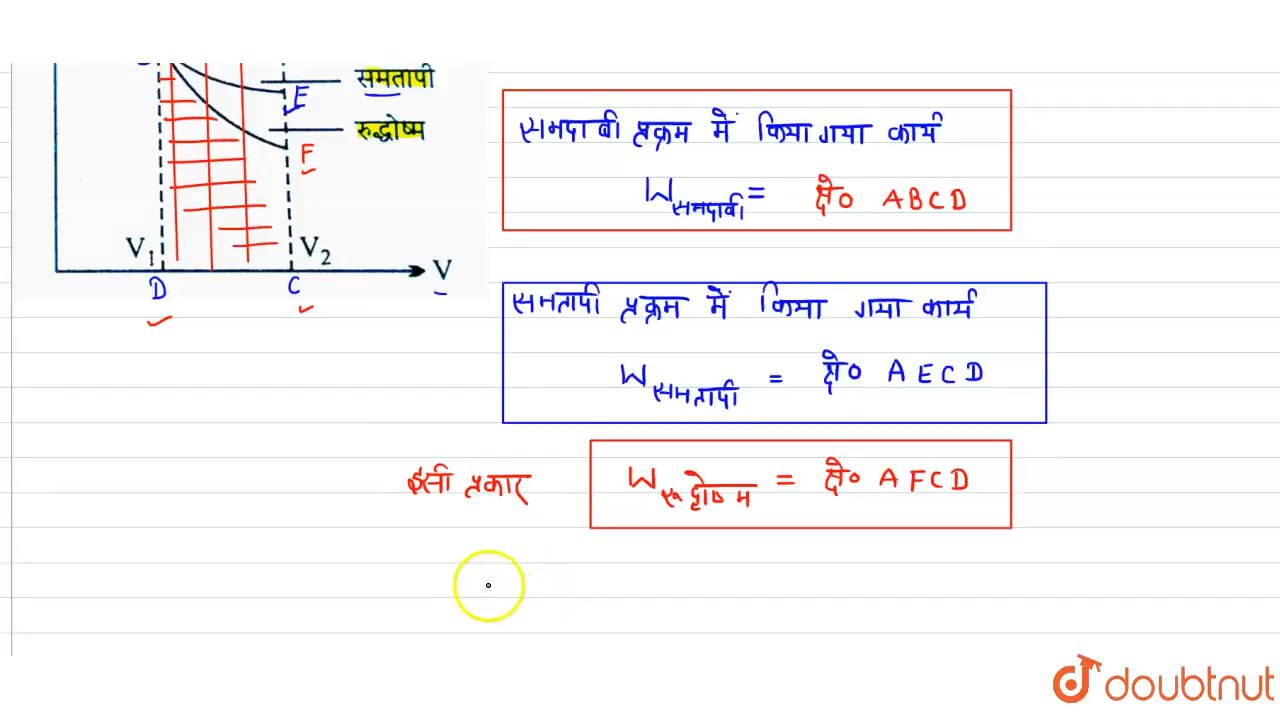 समतापी
E
रुद्धोष्म
F
V1 V2
V
D C
समदाबी प्रक्रम में किया गया कार्य
W समदाबी = क्षे० ABCD
समतापी प्रक्रम में किया गया कार्य
W समतापी = क्षे० AECD
इसी प्रकार W रुद्धोष्म = क्षे० AFCD
doubtnut